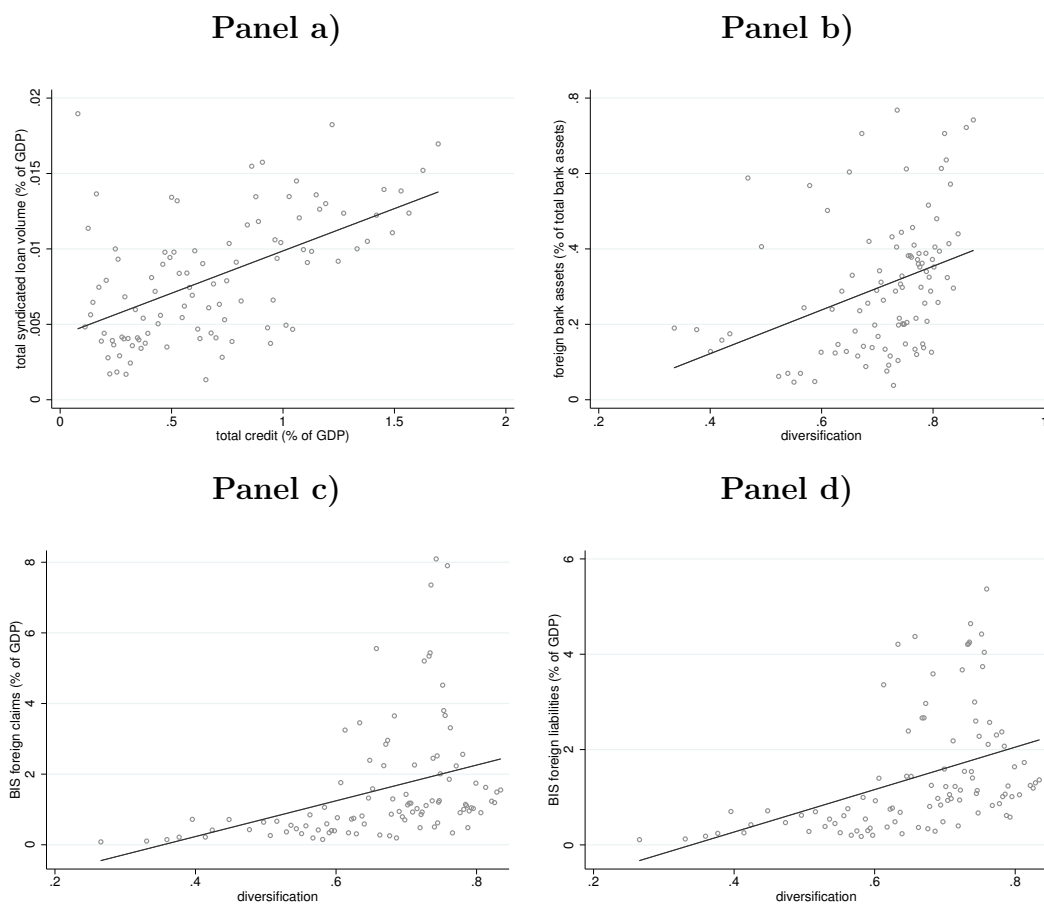 Panel a)
total syndicated loan volume (% of GDP)
.02
.015
.01
.005
0
0 .5 1 1.5 2
total credit (% of GDP)
Panel b)
foreign bank assets (% of total bank assets)
.8
.6
.4
.2
0
.2 .4 .6 .8 1
diversification
Panel c)
BIS foreign claims (% of GDP)
8
6
4
2
0
.2 .4 .6 .8
diversification
Panel d)
BIS foreign liabilities (% of GDP)
6
4
2
0
.2 .4 .6 .8
diversification